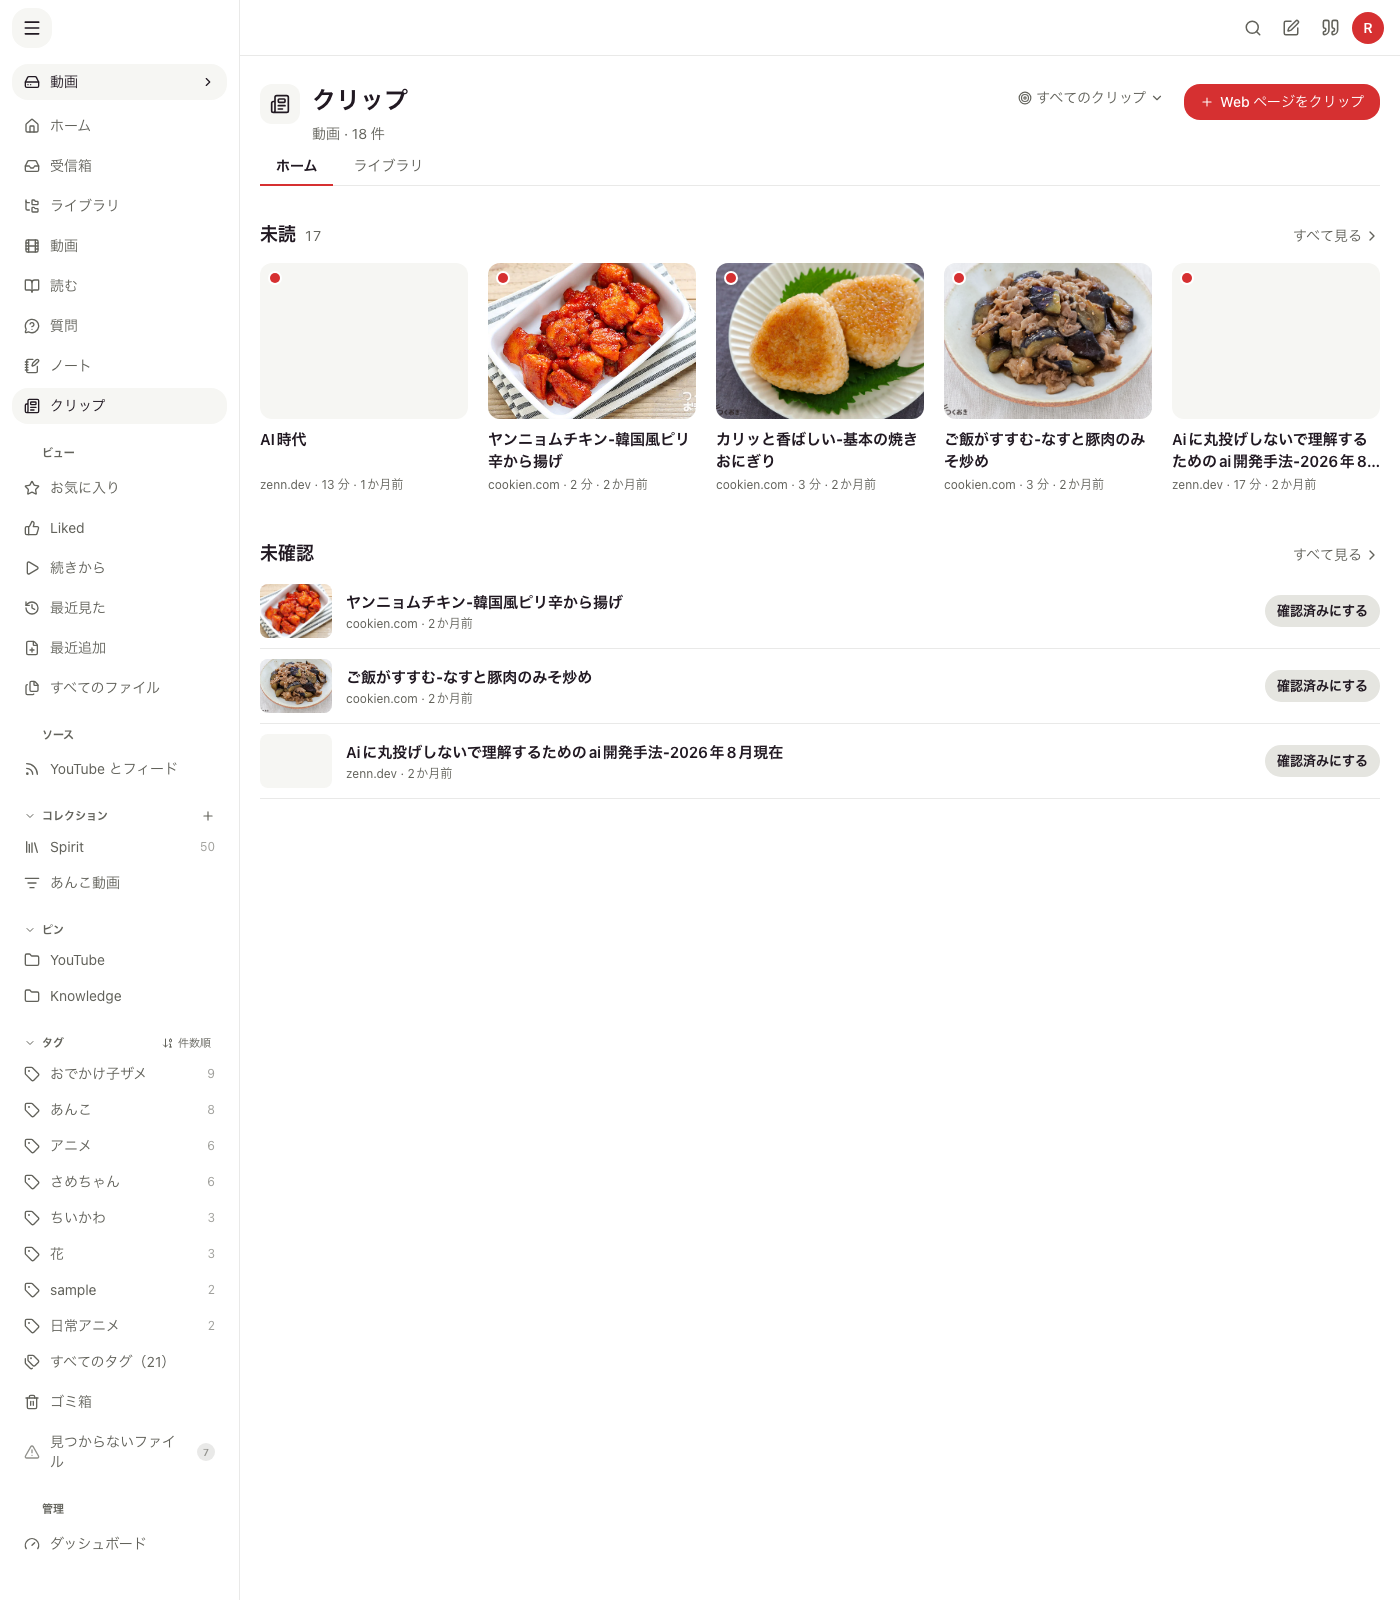 動画
ホーム
受信箱
ライブラリ
動画
読む
質問
ノート
クリップ
ビュー
お気に入り
Liked
続きから
最近見た
最近追加
すべてのファイル
ソース
YouTube とフィード
コレクション
Spirit 50
あんこ動画
ピン
YouTube
Knowledge
タグ 件数順
おでかけ子ザメ 9
あんこ 8
アニメ 6
さめちゃん 6
ちいかわ 3
花 3
sample 2
日常アニメ 2
すべてのタグ（21）
ゴミ箱
見つからないファイ
ル 7
管理
ダッシュボード
R
クリップ
動画 · 18 件
すべてのクリップ
Web ページをクリップ
ホーム ライブラリ
未読 17 すべて見る
AI時代
zenn.dev · 13 分 · 1か月前
ヤンニョムチキン-韓国風ピリ
辛から揚げ
cookien.com · 2 分 · 2か月前
カリッと香ばしい-基本の焼き
おにぎり
cookien.com · 3 分 · 2か月前
ご飯がすすむ-なすと豚肉のみ
そ炒め
cookien.com · 3 分 · 2か月前
Aiに丸投げしないで理解する
ためのai開発手法-2026年8…
zenn.dev · 17 分 · 2か月前
未確認 すべて見る
ヤンニョムチキン-韓国風ピリ辛から揚げ
cookien.com · 2か月前
確認済みにする
ご飯がすすむ-なすと豚肉のみそ炒め
cookien.com · 2か月前
確認済みにする
Aiに丸投げしないで理解するためのai開発手法-2026年8月現在
zenn.dev · 2か月前
確認済みにする